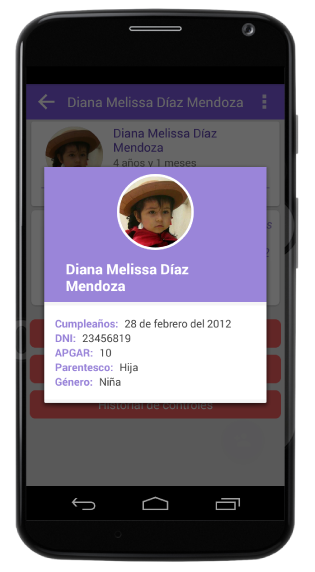 Diana Melissa Díaz Mendoza
Diana Melissa Díaz
Mendoza
4 años y 1 meses
Diana Melissa Díaz
Mendoza
Cumpleaños: 28 de febrero del 2012
DNI: 23456819
APGAR: 10
Parentesco: Hija
Género: Niña
Historial de controles